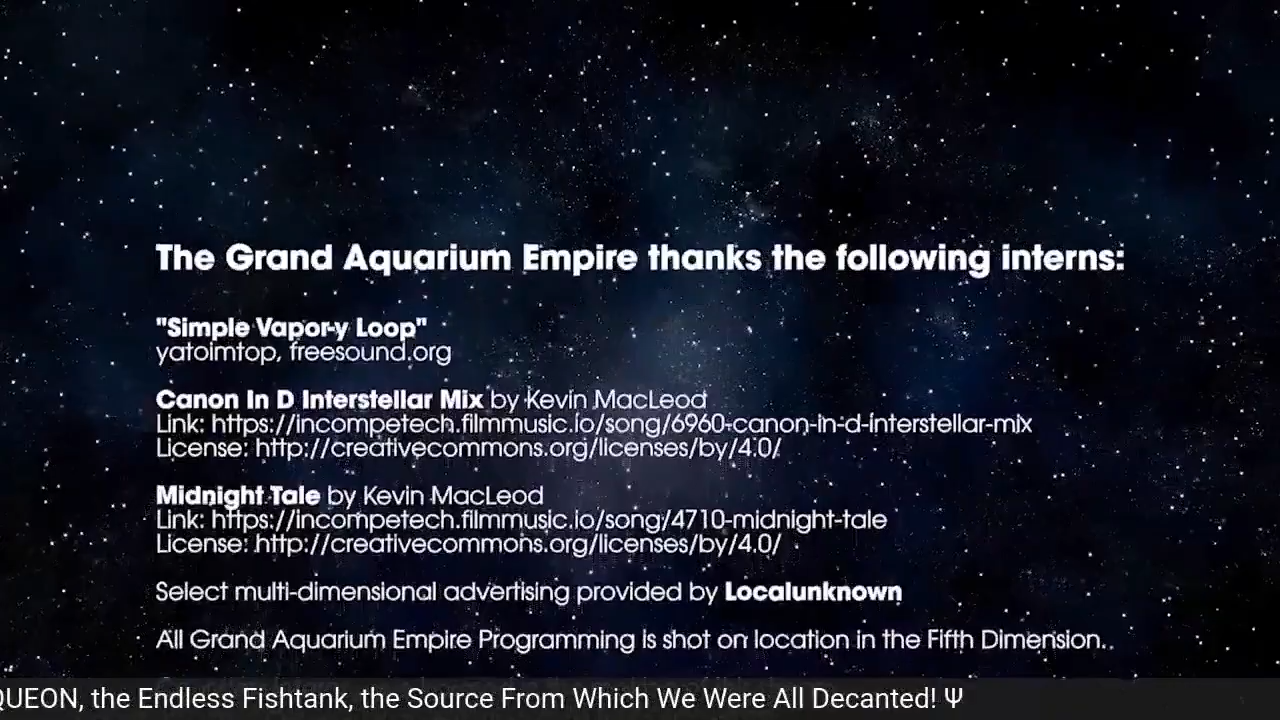 The Grand Aquarium Empire thanks the following interns:
"Simple Vapor-y Loop"
yatoimtop, freesound.org
Canon In D Interstellar Mix by Kevin MacLeod
Link: https://incompetech.filmmusic.io/song/6960-canon-in-d-interstellar-mix
License: http://creativecommons.org/licenses/by/4.0/
Midnight Tale by Kevin MacLeod
Link: https://incompetech.filmmusic.io/song/4710-midnight-tale
License: http://creativecommons.org/licenses/by/4.0/
Select multi-dimensional advertising provided by Localunknown
All Grand Aquarium Empire Programming is shot on location in the Fifth Dimension.
QUEON, the Endless Fishtank, the Source From Which We Were All Decanted! Ψ